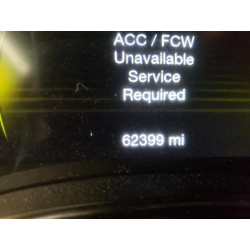 ACC / FCW
Unavailable
Service
Required
62399 mi